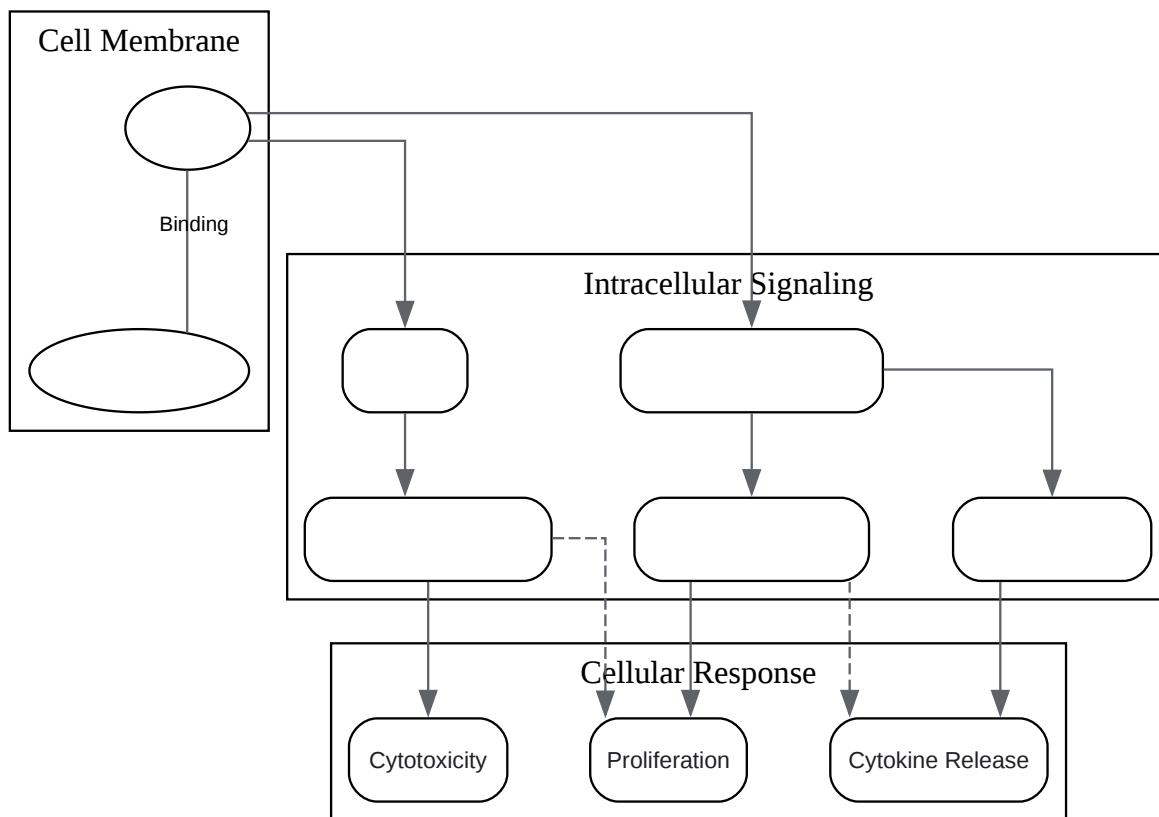 Cell Membrane
Binding
Intracellular Signaling
Cellular Response
Cytotoxicity
Proliferation
Cytokine Release